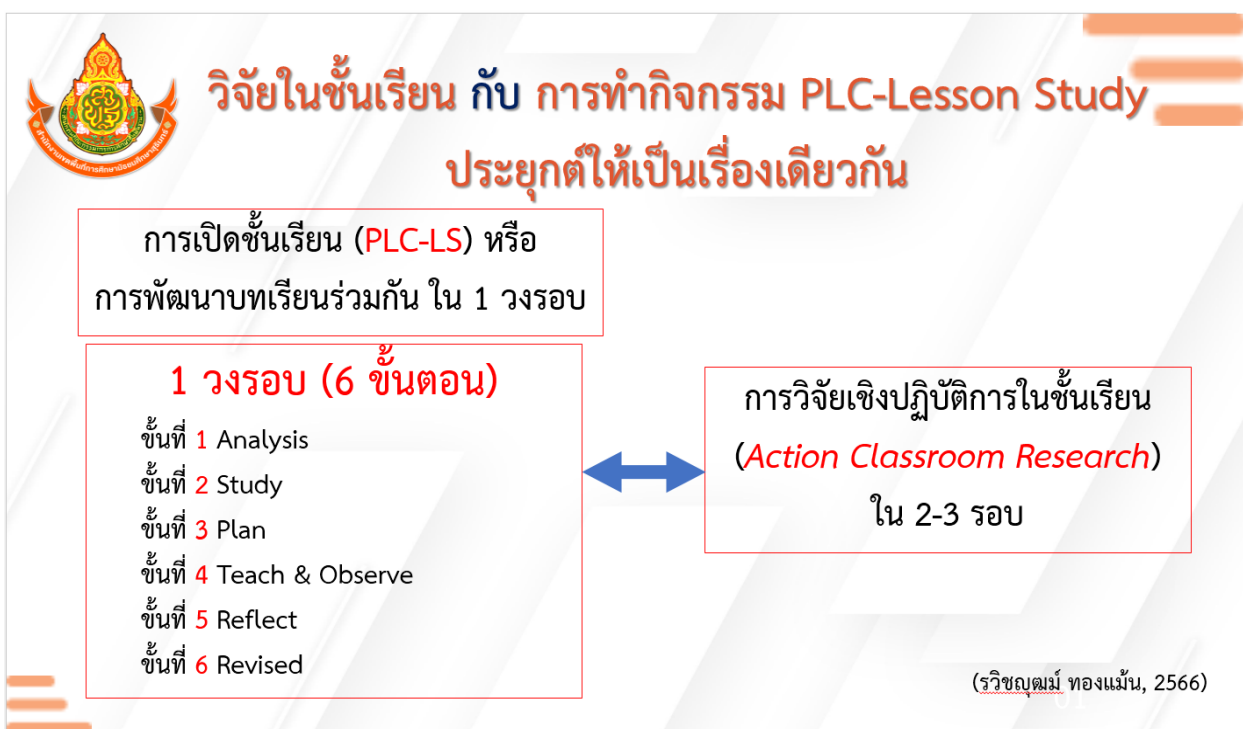 วิจัยในชั้นเรียน กับ การทำกิจกรรม PLC-Lesson Study
ประยุกต์ให้เป็นเรื่องเดียวกัน
การเปิดชั้นเรียน (PLC-LS) หรือ
การพัฒนาบทเรียนร่วมกัน ใน 1 วงรอบ
1 วงรอบ (6 ขั้นตอน)
ขั้นที่ 1 Analysis
ขั้นที่ 2 Study
ขั้นที่ 3 Plan
ขั้นที่ 4 Teach & Observe
ขั้นที่ 5 Reflect
ขั้นที่ 6 Revised
การวิจัยเชิงปฏิบัติการในชั้นเรียน
(Action Classroom Research)
ใน 2-3 รอบ
(รวิชญุฒม์ ทองแม้น, 2566)
01